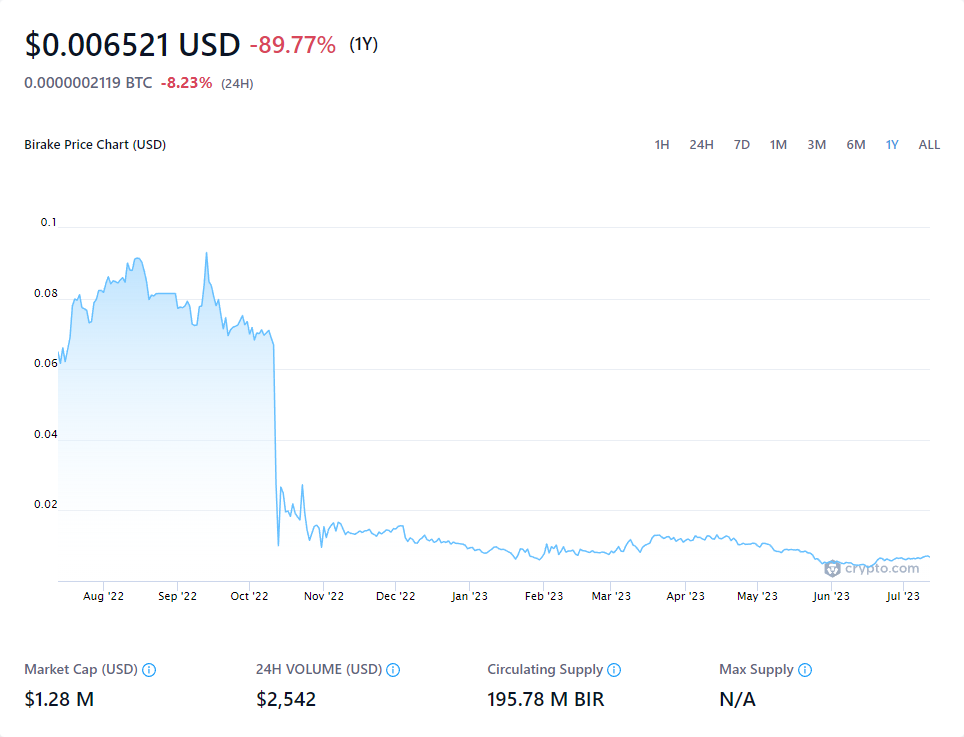 $0.006521 USD -89.77% (1Y)
0.0000002119 BTC -8.23% (24H)
Birake Price Chart (USD) 1H 24H 7D 1M 3M 6M 1Y ALL
0.1
0.08
0.06
0.04
0.02
crypto.com
Aug '22 Sep '22 Oct '22 Nov '22 Dec '22 Jan '23 Feb '23 Mar '23 Apr '23 May '23 Jun '23 Jul '23
Market Cap (USD) 24H VOLUME (USD) Circulating Supply Max Supply
$1.28 M $2,542 195.78 M BIR N/A